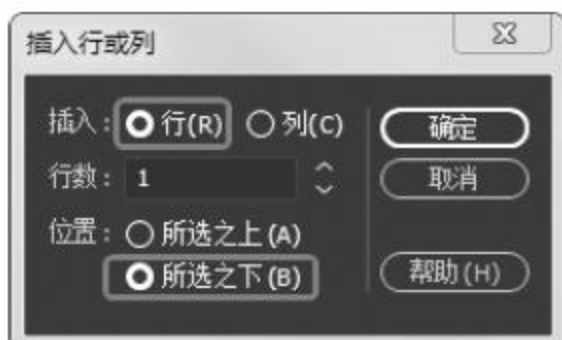 插入行或列
插入：行(R) 列(C) 确定
行数：1 取消
位置：所选之上(A)
所选之下(B) 帮助(H)